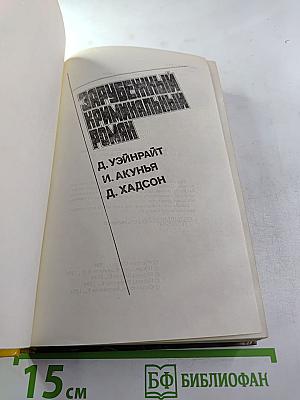 ЗАРУБЕЖНЫЙ
КРИМИНАЛЬНЫЙ
РОМАН
Д. УЭЙНРАЙТ
И. АКУНЬЯ
Д. ХАДСОН
15 см
БФ БИБЛИОФАН